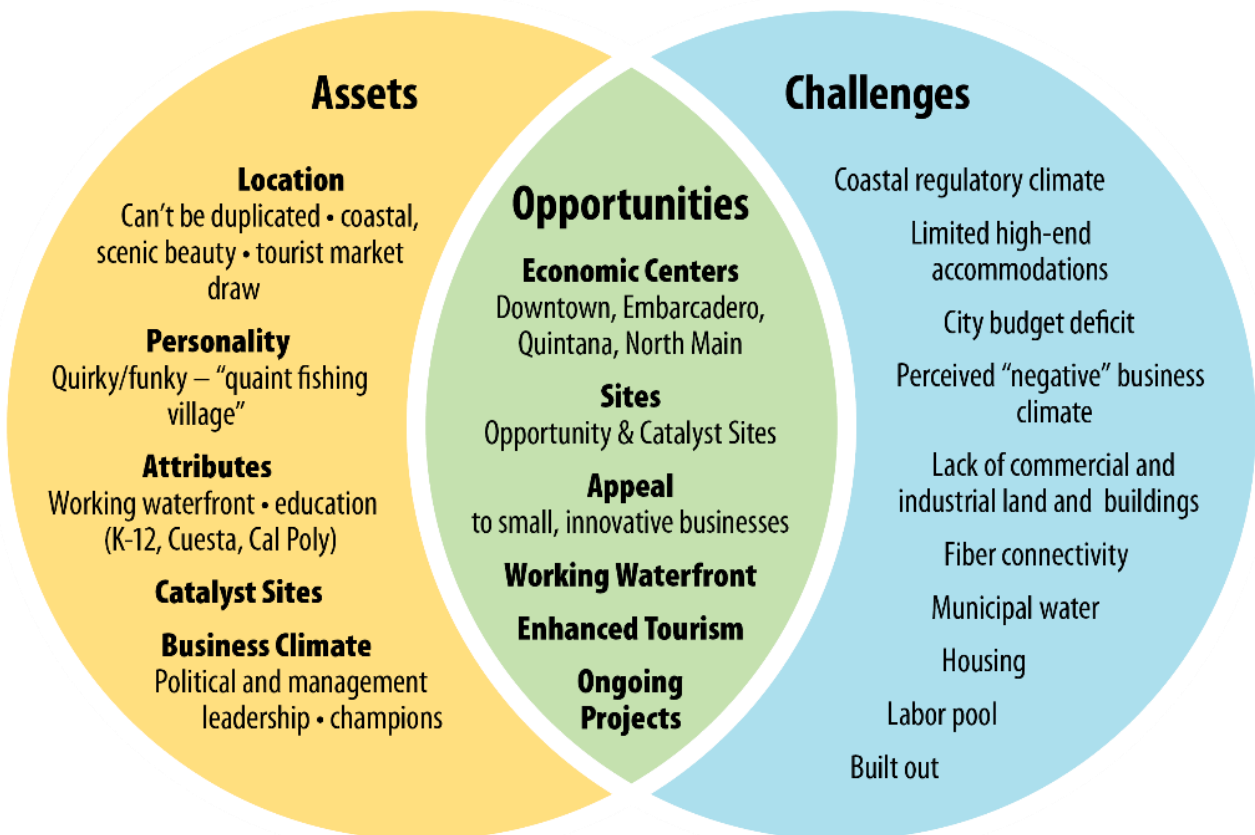 Assets
Location
Can't be duplicated • coastal,
scenic beauty • tourist market
draw
Personality
Quirky/funky – “quaint fishing
village”
Attributes
Working waterfront • education
(K-12, Cuesta, Cal Poly)
Catalyst Sites
Business Climate
Political and management
leadership • champions
Opportunities
Economic Centers
Downtown, Embarcadero,
Quintana, North Main
Sites
Opportunity & Catalyst Sites
Appeal
to small, innovative businesses
Working Waterfront
Enhanced Tourism
Ongoing
Projects
Challenges
Coastal regulatory climate
Limited high-end
accommodations
City budget deficit
Perceived “negative” business
climate
Lack of commercial and
industrial land and buildings
Fiber connectivity
Municipal water
Housing
Labor pool
Built out